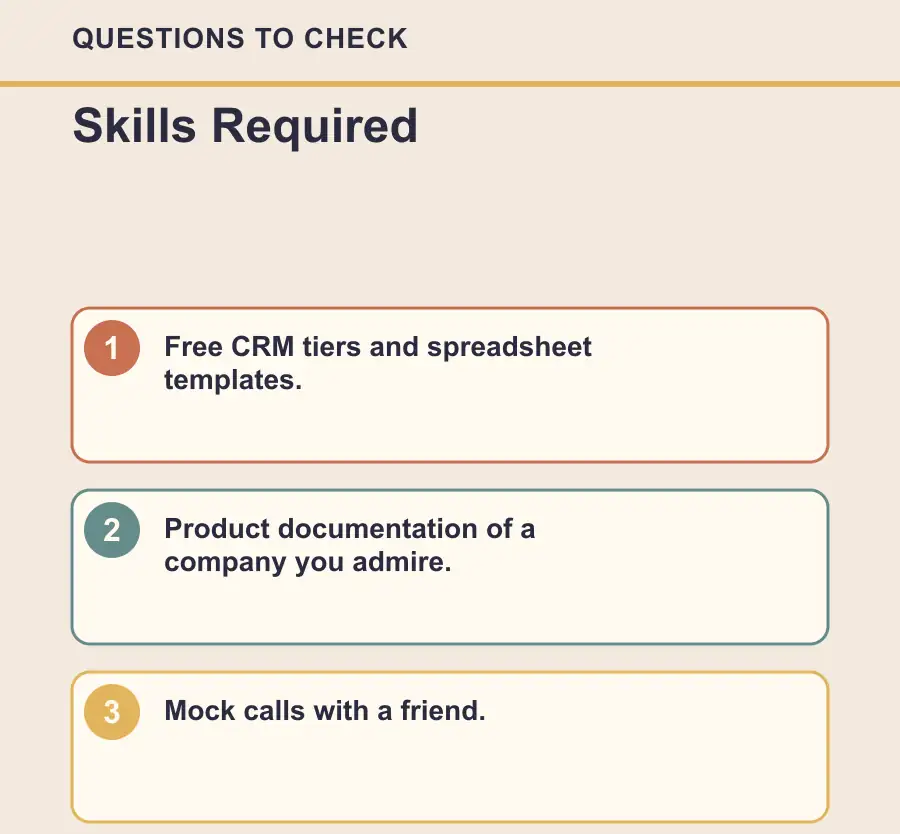 QUESTIONS TO CHECK
Skills Required
1
Free CRM tiers and spreadsheet
templates.
2
Product documentation of a
company you admire.
3
Mock calls with a friend.